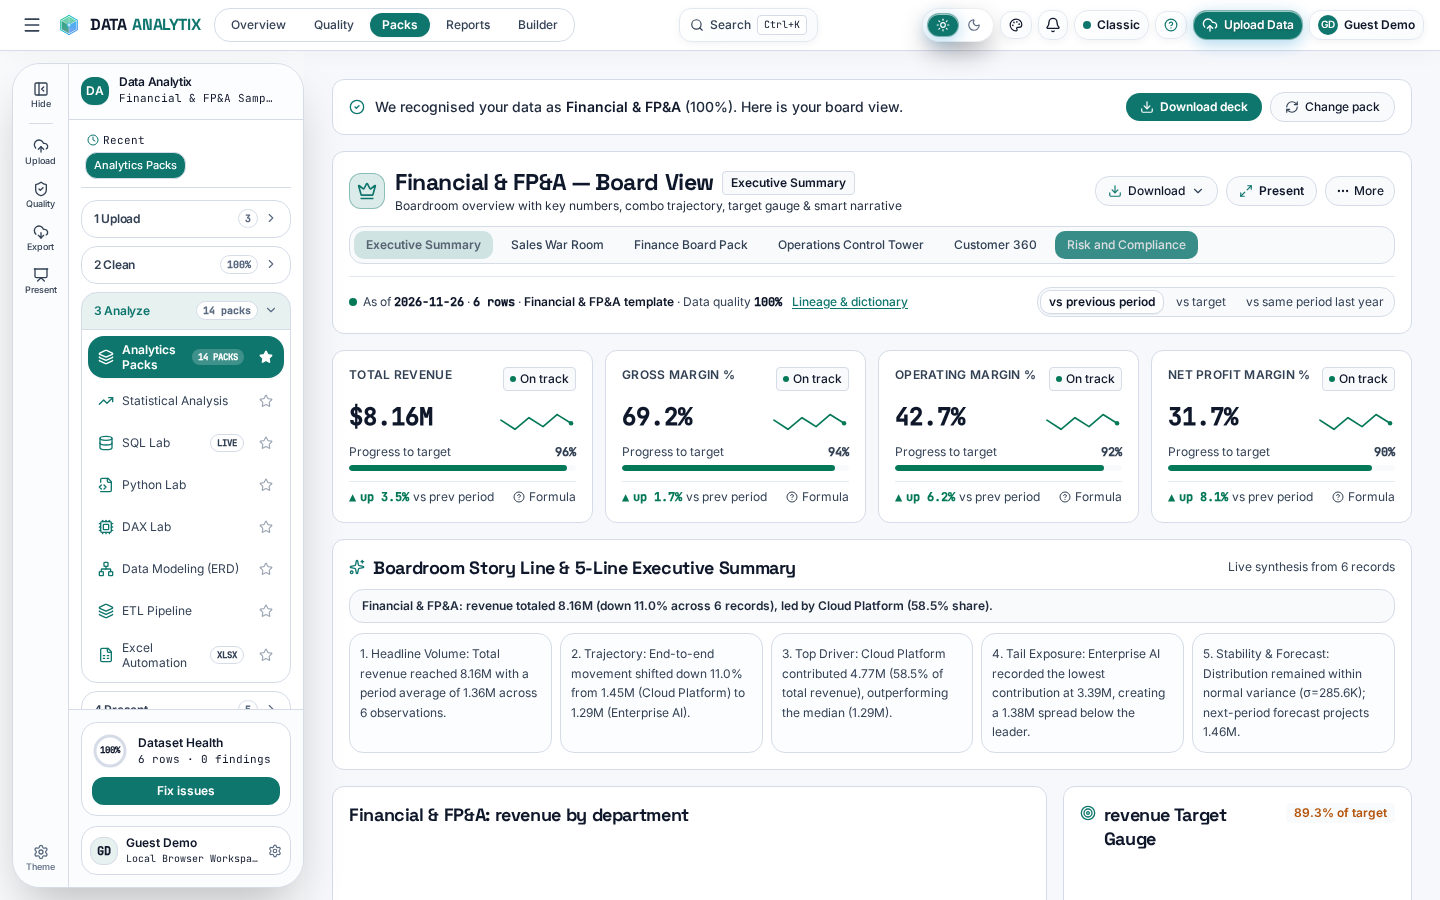 DATA ANALYTIX
Overview
Quality
Packs
Reports
Builder
Search Ctrl+K
Classic
Upload Data
GD Guest Demo
Hide
Upload
Quality
Export
Present
Theme
DA
Data Analytix
Financial & FP&A Samp…
Recent
Analytics Packs
1 Upload 3
2 Clean 100%
3 Analyze 14 packs
Analytics Packs 14 PACKS
Statistical Analysis
SQL Lab LIVE
Python Lab
DAX Lab
Data Modeling (ERD)
ETL Pipeline
Excel Automation XLSX
4 Present 5
100%
Dataset Health
6 rows · 0 findings
Fix issues
GD
Guest Demo
Local Browser Workspa…
We recognised your data as Financial & FP&A (100%). Here is your board view.
Download deck
Change pack
Financial & FP&A — Board View Executive Summary
Boardroom overview with key numbers, combo trajectory, target gauge & smart narrative
Download
Present
··· More
Executive Summary
Sales War Room
Finance Board Pack
Operations Control Tower
Customer 360
Risk and Compliance
As of 2026-11-26 · 6 rows · Financial & FP&A template · Data quality 100% Lineage & dictionary
vs previous period
vs target
vs same period last year
TOTAL REVENUE On track
$8.16M
Progress to target 96%
▲ up 3.5% vs prev period Formula
GROSS MARGIN % On track
69.2%
Progress to target 94%
▲ up 1.7% vs prev period Formula
OPERATING MARGIN % On track
42.7%
Progress to target 92%
▲ up 6.2% vs prev period Formula
NET PROFIT MARGIN % On track
31.7%
Progress to target 90%
▲ up 8.1% vs prev period Formula
Boardroom Story Line & 5-Line Executive Summary
Live synthesis from 6 records
Financial & FP&A: revenue totaled 8.16M (down 11.0% across 6 records), led by Cloud Platform (58.5% share).
1. Headline Volume: Total
revenue reached 8.16M with a
period average of 1.36M across
6 observations.
2. Trajectory: End-to-end
movement shifted down 11.0%
from 1.45M (Cloud Platform) to
1.29M (Enterprise AI).
3. Top Driver: Cloud Platform
contributed 4.77M (58.5% of
total revenue), outperforming
the median (1.29M).
4. Tail Exposure: Enterprise AI
recorded the lowest
contribution at 3.39M, creating
a 1.38M spread below the
leader.
5. Stability & Forecast:
Distribution remained within
normal variance (σ=285.6K);
next-period forecast projects
1.46M.
Financial & FP&A: revenue by department
revenue Target
Gauge
89.3% of target